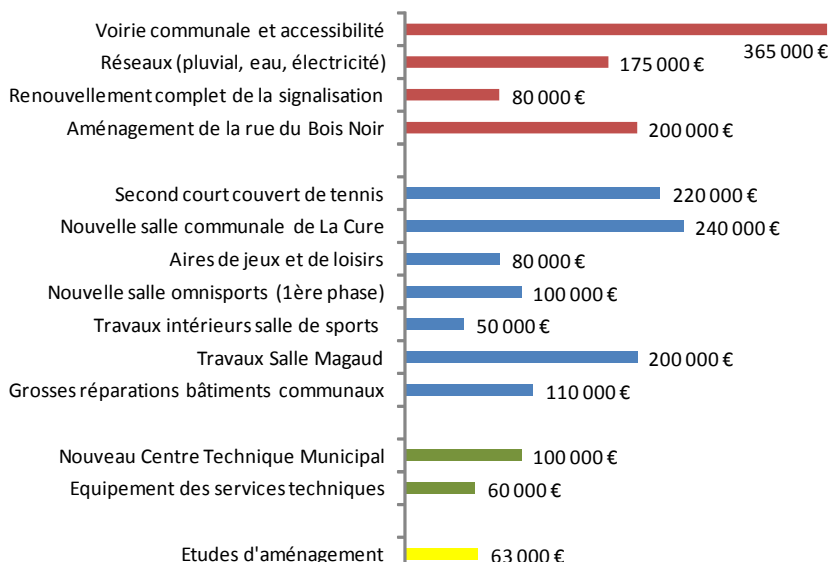 Voirie communale et accessibilité 365 000 €
Réseaux (pluvial, eau, électricité) 175 000 €
Renouvellement complet de la signalisation 80 000 €
Aménagement de la rue du Bois Noir 200 000 €
Second court couvert de tennis 220 000 €
Nouvelle salle communale de La Cure 240 000 €
Aires de jeux et de loisirs 80 000 €
Nouvelle salle omnisports (1ère phase) 100 000 €
Travaux intérieurs salle de sports 50 000 €
Travaux Salle Magaud 200 000 €
Grosses réparations bâtiments communaux 110 000 €
Nouveau Centre Technique Municipal 100 000 €
Equipement des services techniques 60 000 €
Etudes d'aménagement 63 000 €